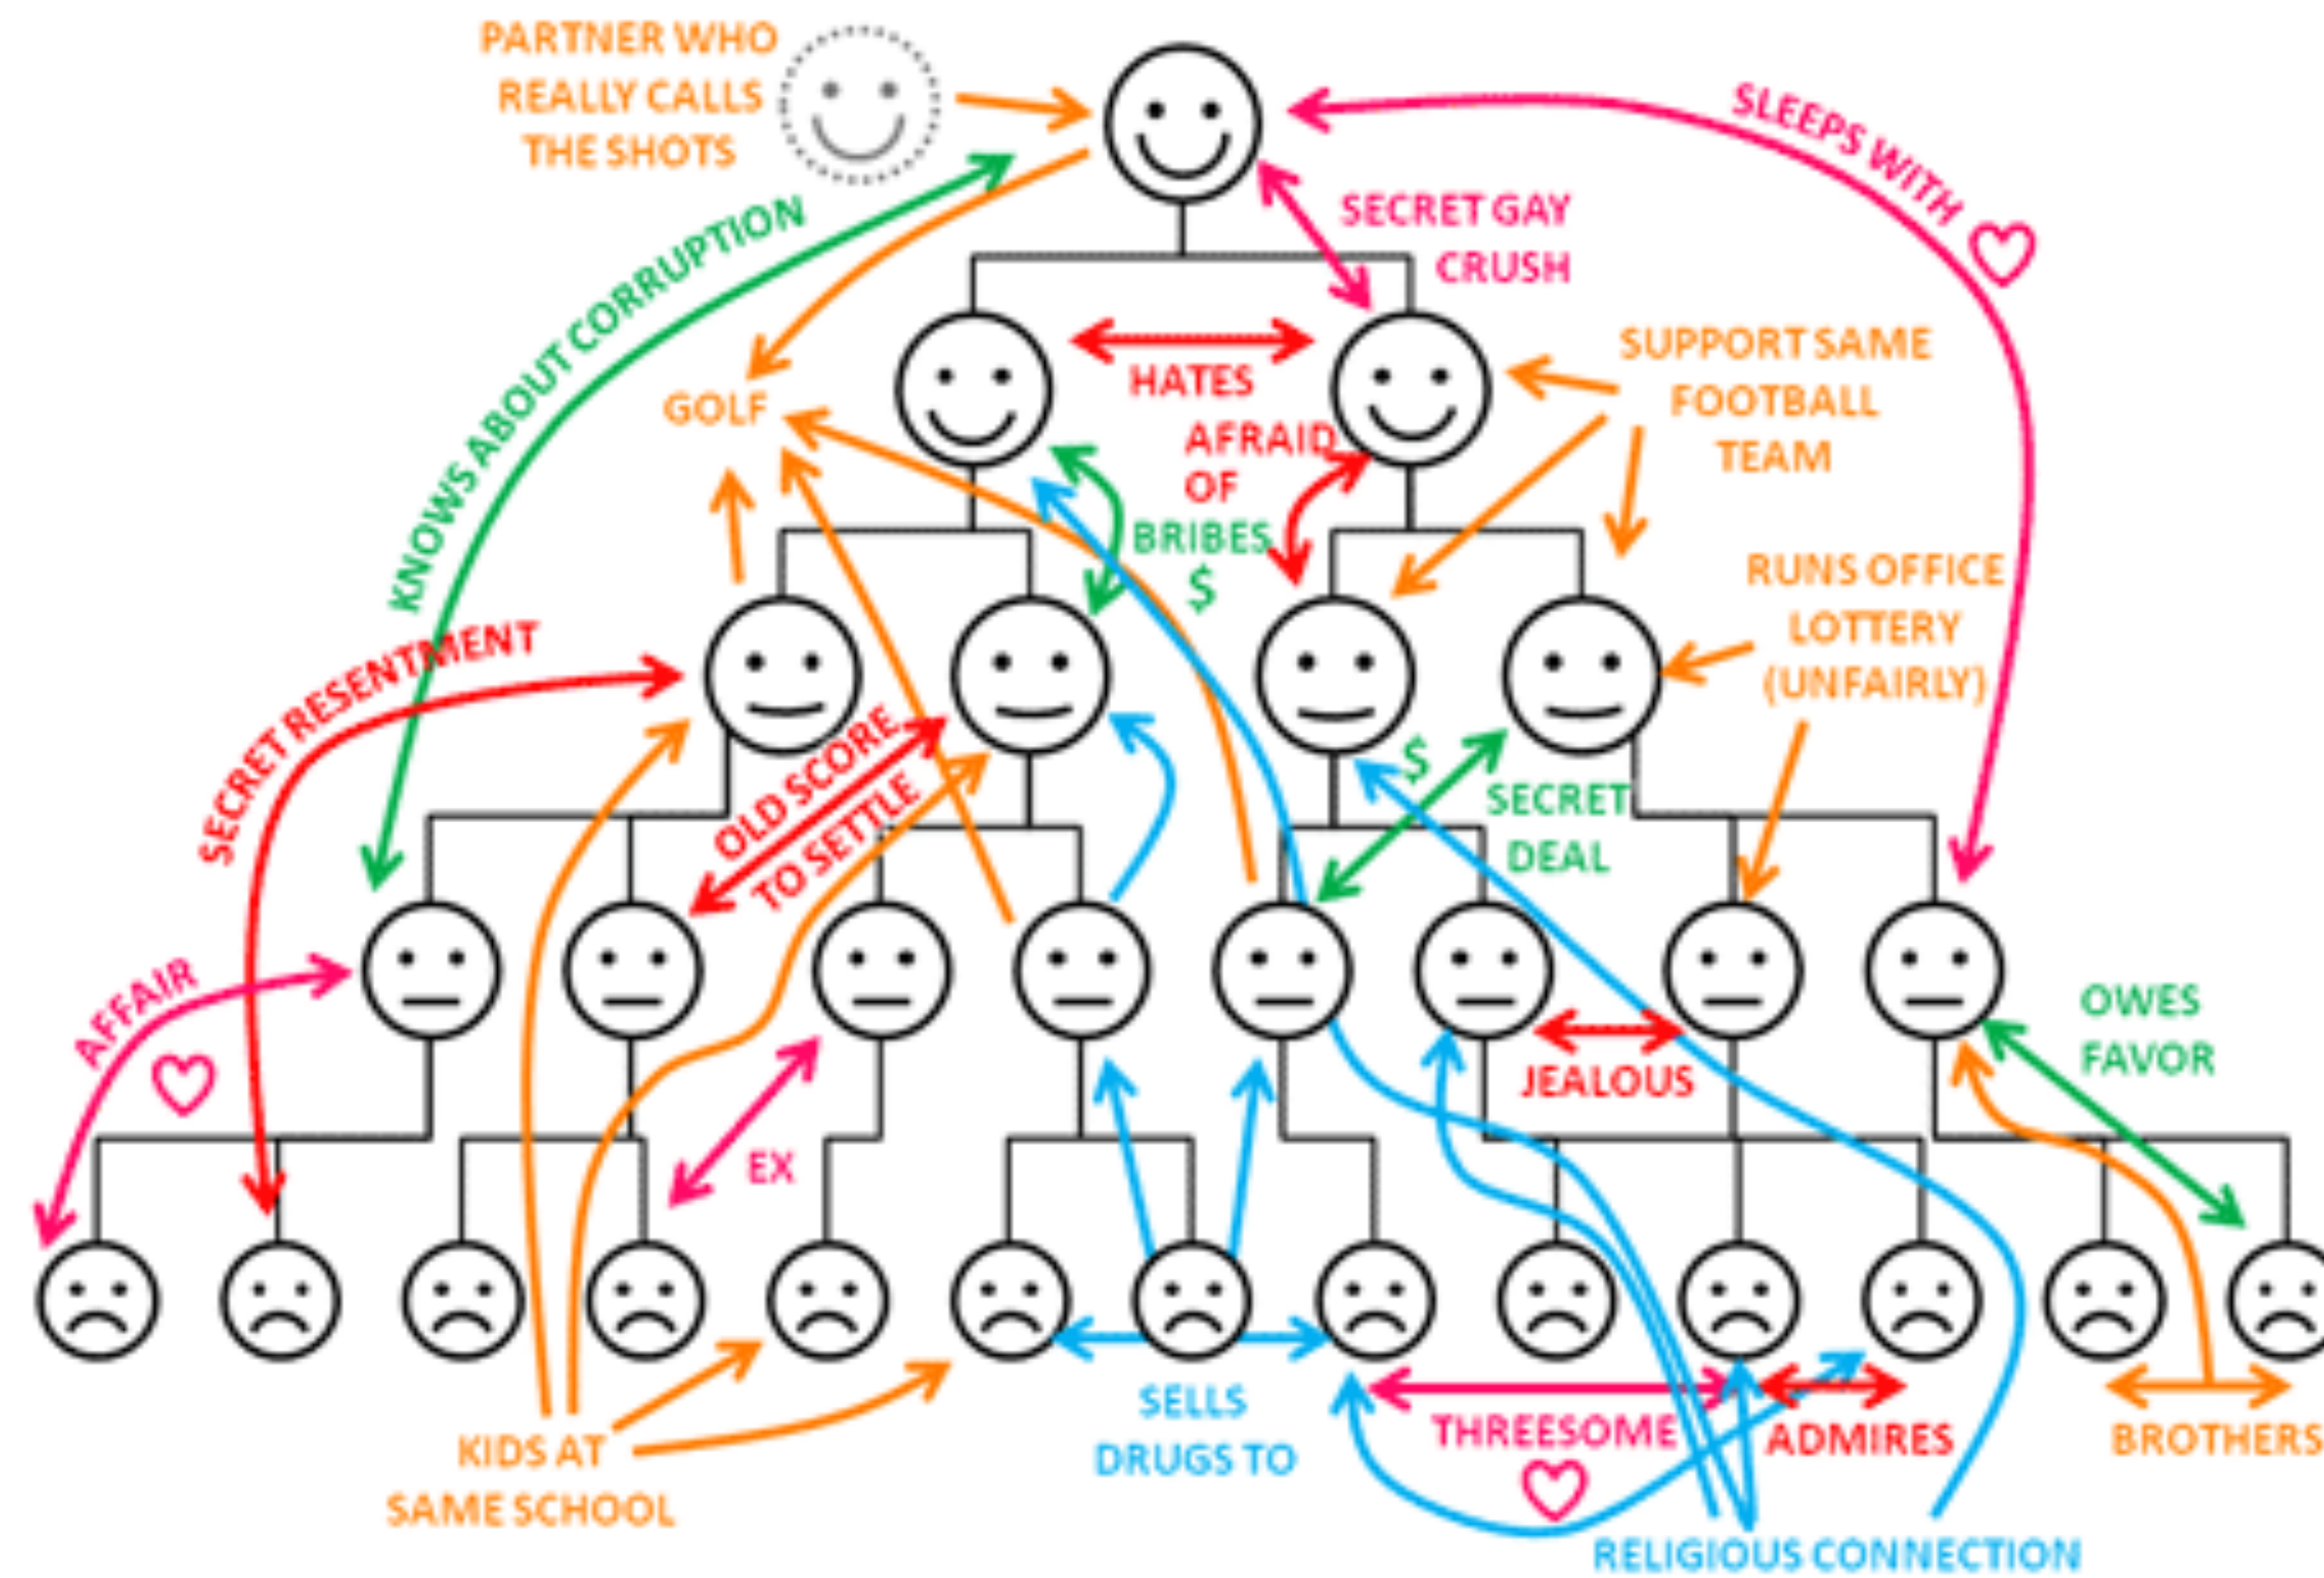 PARTNER WHO
REALLY CALLS
THE SHOTS
SLEEPS WITH
SECRET GAY
CRUSH
KNOWS ABOUT CORRUPTION
HATES
SUPPORT SAME
FOOTBALL
TEAM
GOLF
AFRAID
OF
BRIBES
$
RUNS OFFICE
LOTTERY
(UNFAIRLY)
SECRET RESENTMENT
OLD SCORE
TO SETTLE
$
SECRET
DEAL
AFFAIR
OWES
FAVOR
JEALOUS
EX
SELLS
DRUGS TO
THREESOME
ADMIRES
BROTHERS
KIDS AT
SAME SCHOOL
RELIGIOUS CONNECTION